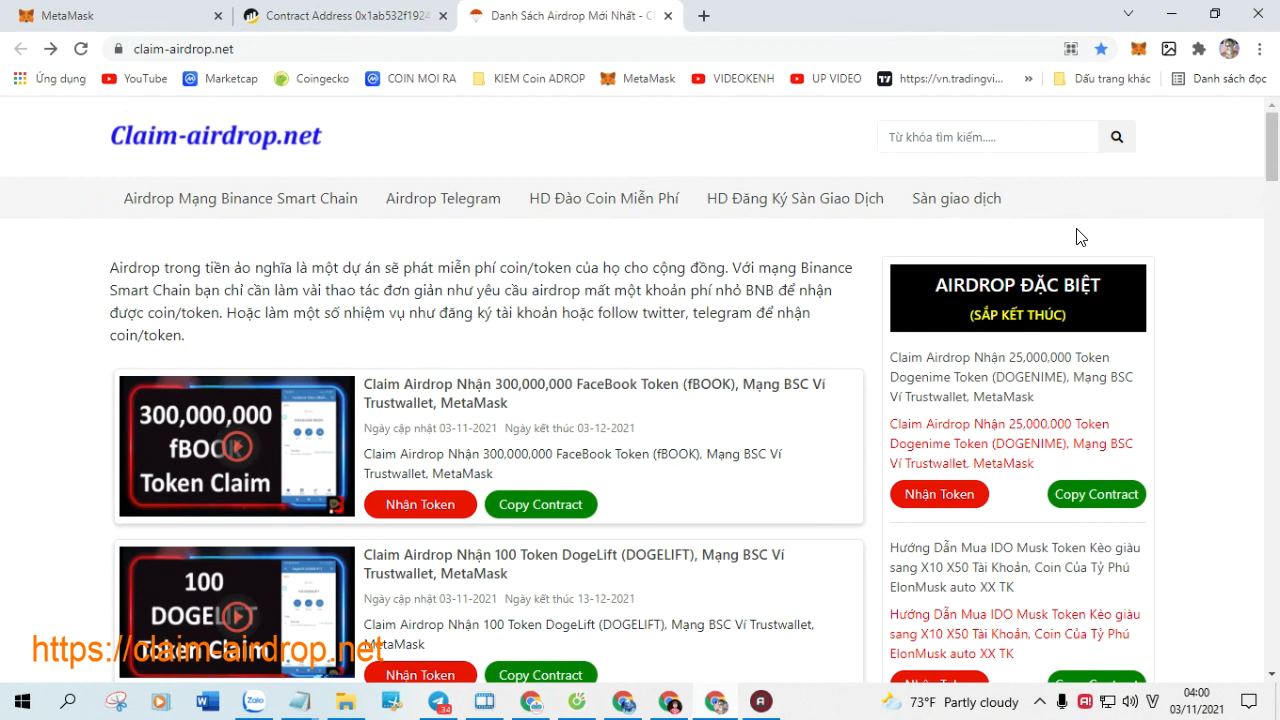 MetaMask
Contract Address 0x1ab532f1924
Danh Sách Airdrop Mới Nhất - C
claim-airdrop.net
Ứng dụng
YouTube
Marketcap
Coingecko
COIN MOI RA
KIEM Coin ADROP
MetaMask
VIDEOKENH
UP VIDEO
https://vn.tradingvi...
»
Dấu trang khác
Danh sách đọc
Claim-airdrop.net
Từ khóa tìm kiếm.....
Airdrop Mạng Binance Smart Chain
Airdrop Telegram
HD Đào Coin Miễn Phí
HD Đăng Ký Sàn Giao Dịch
Sàn giao dịch
Airdrop trong tiền ảo nghĩa là một dự án sẽ phát miễn phí coin/token của họ cho cộng đồng. Với mạng Binance
Smart Chain bạn chỉ cần làm vài thao tác đơn giản như yêu cầu airdrop mất một khoản phí nhỏ BNB để nhận
được coin/token. Hoặc làm một số nhiệm vụ như đăng ký tài khoản hoặc follow twitter, telegram để nhận
coin/token.
300,000,000
fBOOK
Token Claim
Claim Airdrop Nhận 300,000,000 FaceBook Token (fBOOK), Mạng BSC Ví
Trustwallet, MetaMask
Ngày cập nhật 03-11-2021 Ngày kết thúc 03-12-2021
Claim Airdrop Nhận 300,000,000 FaceBook Token (fBOOK), Mạng BSC Ví
Trustwallet, MetaMask
Nhận Token
Copy Contract
100
DOGELIFT
Token Claim
Claim Airdrop Nhận 100 Token DogeLift (DOGELIFT), Mạng BSC Ví
Trustwallet, MetaMask
Ngày cập nhật 03-11-2021 Ngày kết thúc 13-12-2021
Claim Airdrop Nhận 100 Token DogeLift (DOGELIFT), Mạng BSC Ví Trustwallet,
MetaMask
Nhận Token
Copy Contract
https://claim-airdrop.net
AIRDROP ĐẶC BIỆT
(SẮP KẾT THÚC)
Claim Airdrop Nhận 25,000,000 Token
Dogenime Token (DOGENIME), Mạng BSC
Ví Trustwallet, MetaMask
Claim Airdrop Nhận 25,000,000 Token
Dogenime Token (DOGENIME), Mạng BSC
Ví Trustwallet, MetaMask
Nhận Token
Copy Contract
Hướng Dẫn Mua IDO Musk Token Kèo giàu
sang X10 X50 Tài Khoản, Coin Của Tỷ Phú
ElonMusk auto XX TK
Hướng Dẫn Mua IDO Musk Token Kèo giàu
sang X10 X50 Tài Khoản, Coin Của Tỷ Phú
ElonMusk auto XX TK
Nhận Token
Copy Contract
Zalo
34
73°F Partly cloudy
04:00
03/11/2021